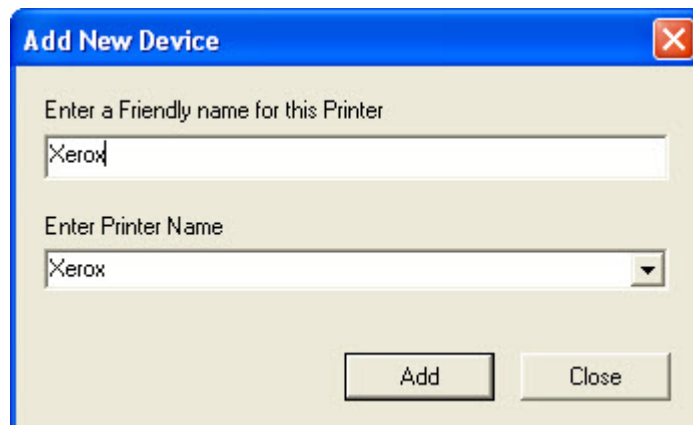 Add New Device
Enter a Friendly name for this Printer
Xerox
Enter Printer Name
Xerox
Add Close